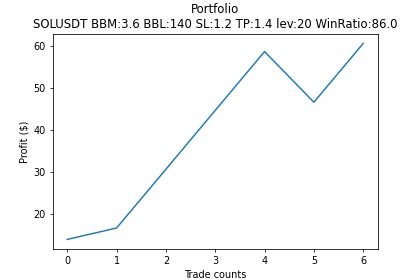 Portfolio
SOLUSDT BBM:3.6 BBL:140 SL:1.2 TP:1.4 lev:20 WinRatio:86.0
60
50
40
30
20
Profit ($)
0 1 2 3 4 5 6
Trade counts